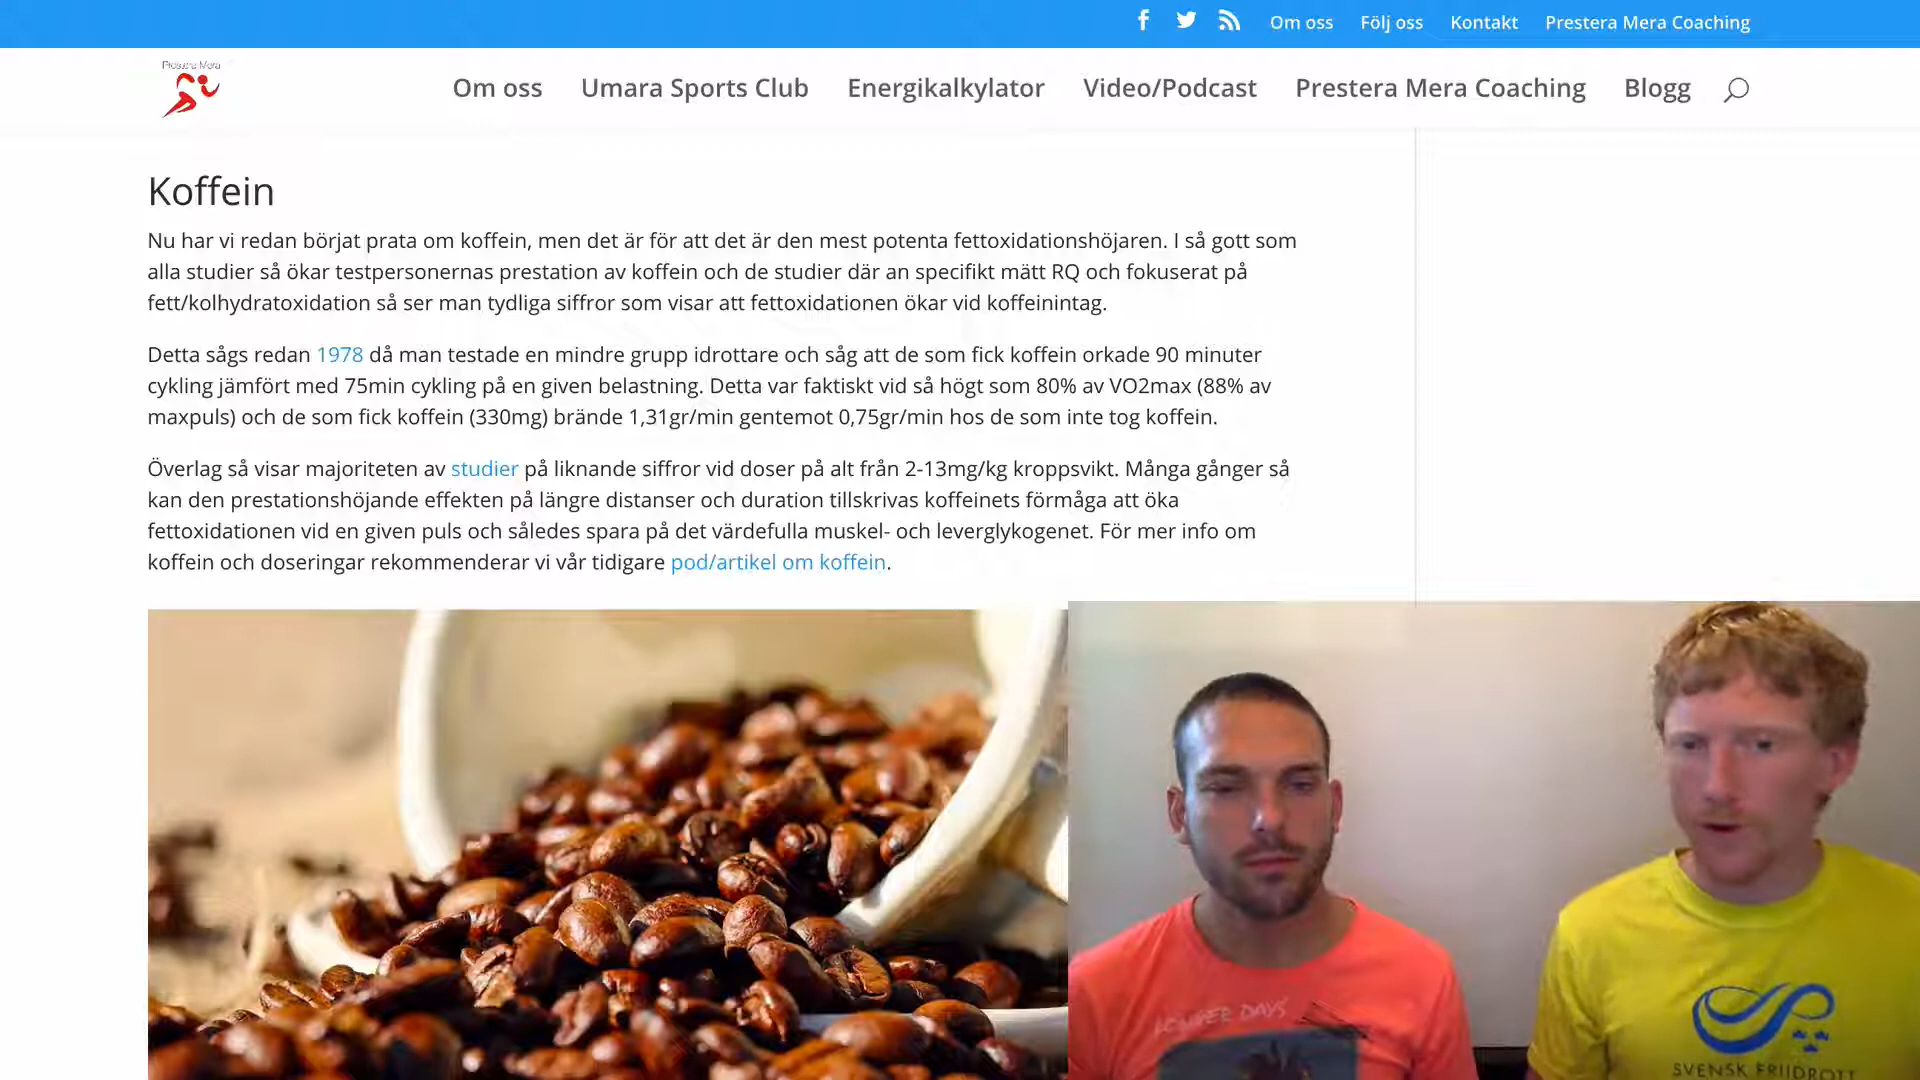 Om oss Följ oss Kontakt Prestera Mera Coaching
Prestera Mera
Om oss Umara Sports Club Energikalkylator Video/Podcast Prestera Mera Coaching Blogg
Koffein
Nu har vi redan börjat prata om koffein, men det är för att det är den mest potenta fettoxidationshöjaren. I så gott som
alla studier så ökar testpersonernas prestation av koffein och de studier där an specifikt mätt RQ och fokuserat på
fett/kolhydratoxidation så ser man tydliga siffror som visar att fettoxidationen ökar vid koffeinintag.
Detta sågs redan 1978 då man testade en mindre grupp idrottare och såg att de som fick koffein orkade 90 minuter
cykling jämfört med 75min cykling på en given belastning. Detta var faktiskt vid så högt som 80% av VO2max (88% av
maxpuls) och de som fick koffein (330mg) brände 1,31gr/min gentemot 0,75gr/min hos de som inte tog koffein.
Överlag så visar majoriteten av studier på liknande siffror vid doser på alt från 2-13mg/kg kroppsvikt. Många gånger så
kan den prestationshöjande effekten på längre distanser och duration tillskrivas koffeinets förmåga att öka
fettoxidationen vid en given puls och således spara på det värdefulla muskel- och leverglykogenet. För mer info om
koffein och doseringar rekommenderar vi vår tidigare pod/artikel om koffein.
LONGER DAYS
SVENSK FRIIDROTT